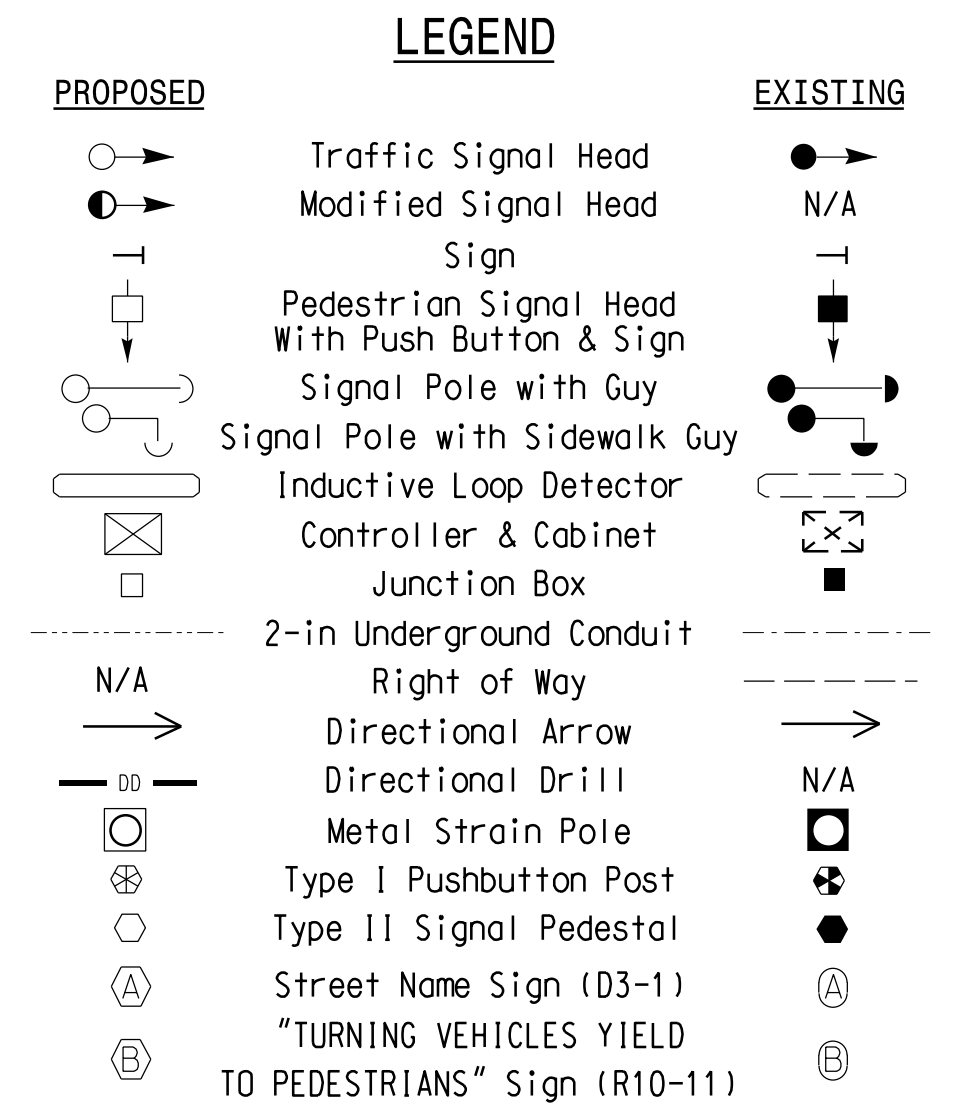 LEGEND
PROPOSED EXISTING
Traffic Signal Head
Modified Signal Head N/A
Sign
Pedestrian Signal Head
With Push Button & Sign
Signal Pole with Guy
Signal Pole with Sidewalk Guy
Inductive Loop Detector
Controller & Cabinet
Junction Box
2-in Underground Conduit
N/A Right of Way
Directional Arrow
DD Directional Drill N/A
Metal Strain Pole
Type I Pushbutton Post
Type II Signal Pedestal
A Street Name Sign (D3-1) A
"TURNING VEHICLES YIELD
B TO PEDESTRIANS" Sign (R10-11) B